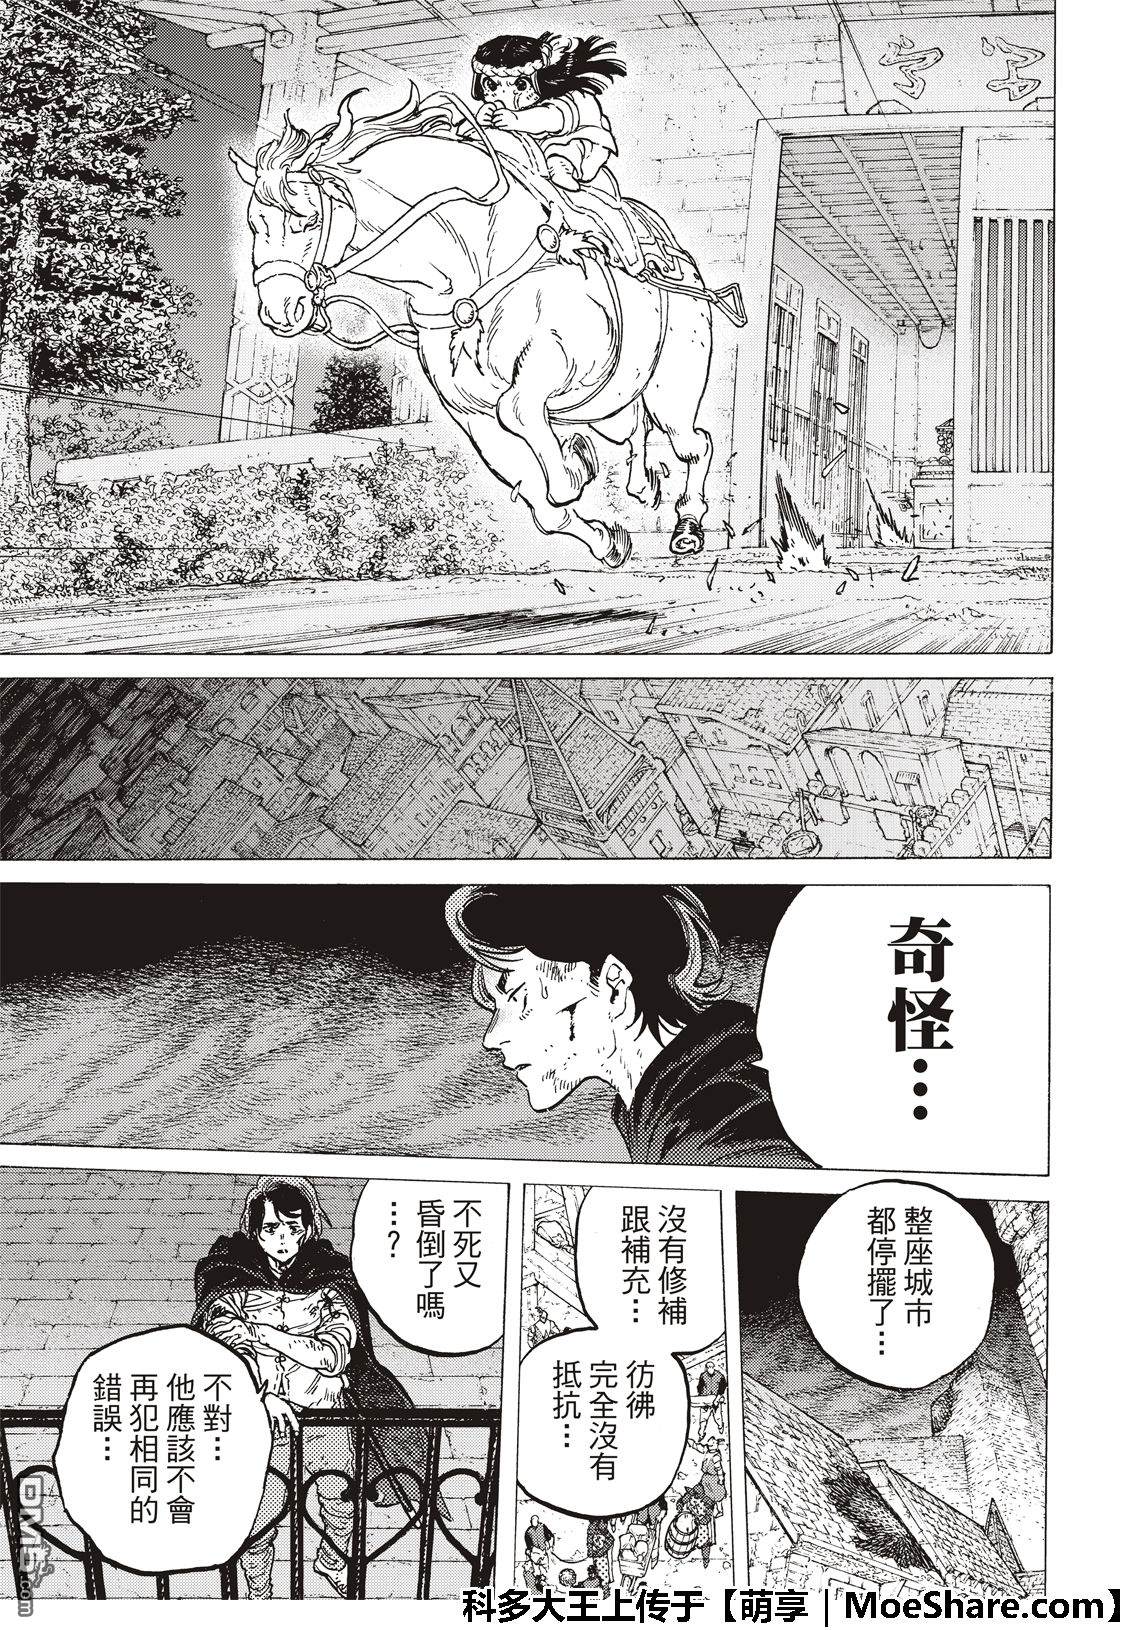 奇怪…
整座城市
都停擺了…
沒有修補
跟補充…
彷彿
完全沒有
抵抗…
不死又
昏倒了嗎
…?
不對…
他應該不會
再犯相同的
錯誤…
科多大王上传于【萌享｜MoeShare.com】